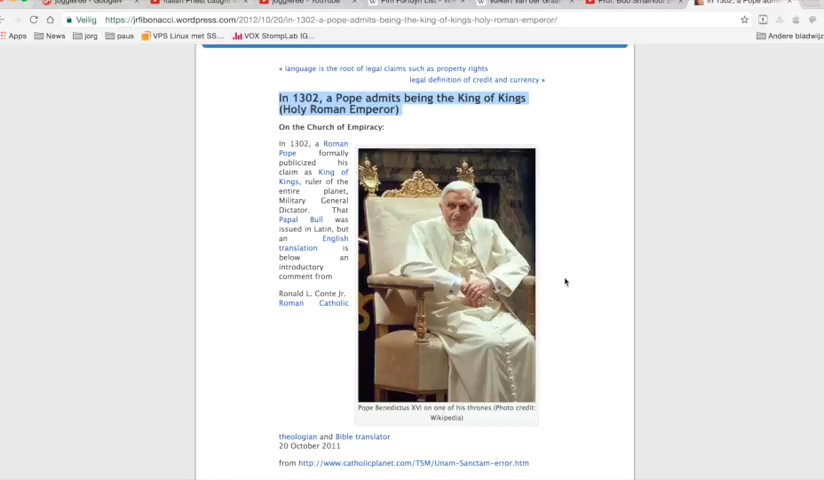 Veilig https://jrfibonacci.wordpress.com/2012/10/20/in-1302-a-pope-admits-being-the-king-of-kings-holy-roman-emperor/
Apps News jorg paus VPS Linux met SS... VOX StompLab IG... Andere bladwijz
« language is the root of legal claims such as property rights
legal definition of credit and currency »
In 1302, a Pope admits being the King of Kings
(Holy Roman Emperor)
On the Church of Empiracy:
In 1302, a Roman
Pope formally
publicized his
claim as King of
Kings, ruler of the
entire planet,
Military General
Dictator. That
Papal Bull was
issued in Latin, but
an English
translation is
below an
introductory
comment from
Ronald L. Conte Jr.
Roman Catholic
Pope Benedictus XVI on one of his thrones (Photo credit:
Wikipedia)
theologian and Bible translator
20 October 2011
from http://www.catholicplanet.com/TSM/Unam-Sanctam-error.htm